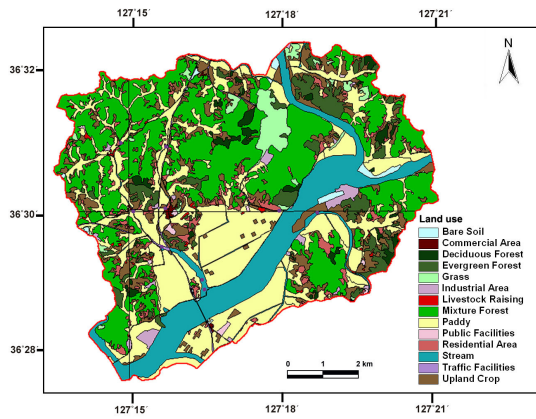 127°15´ 127°18´ 127°21´
N
36°32´
36°30´
36°28´
Land use
Bare Soil
Commercial Area
Deciduous Forest
Evergreen Forest
Grass
Industrial Area
Livestock Raising
Mixture Forest
Paddy
Public Facilities
Residential Area
Stream
Traffic Facilities
Upland Crop
0 1 2 km
127°15´ 127°18´ 127°21´